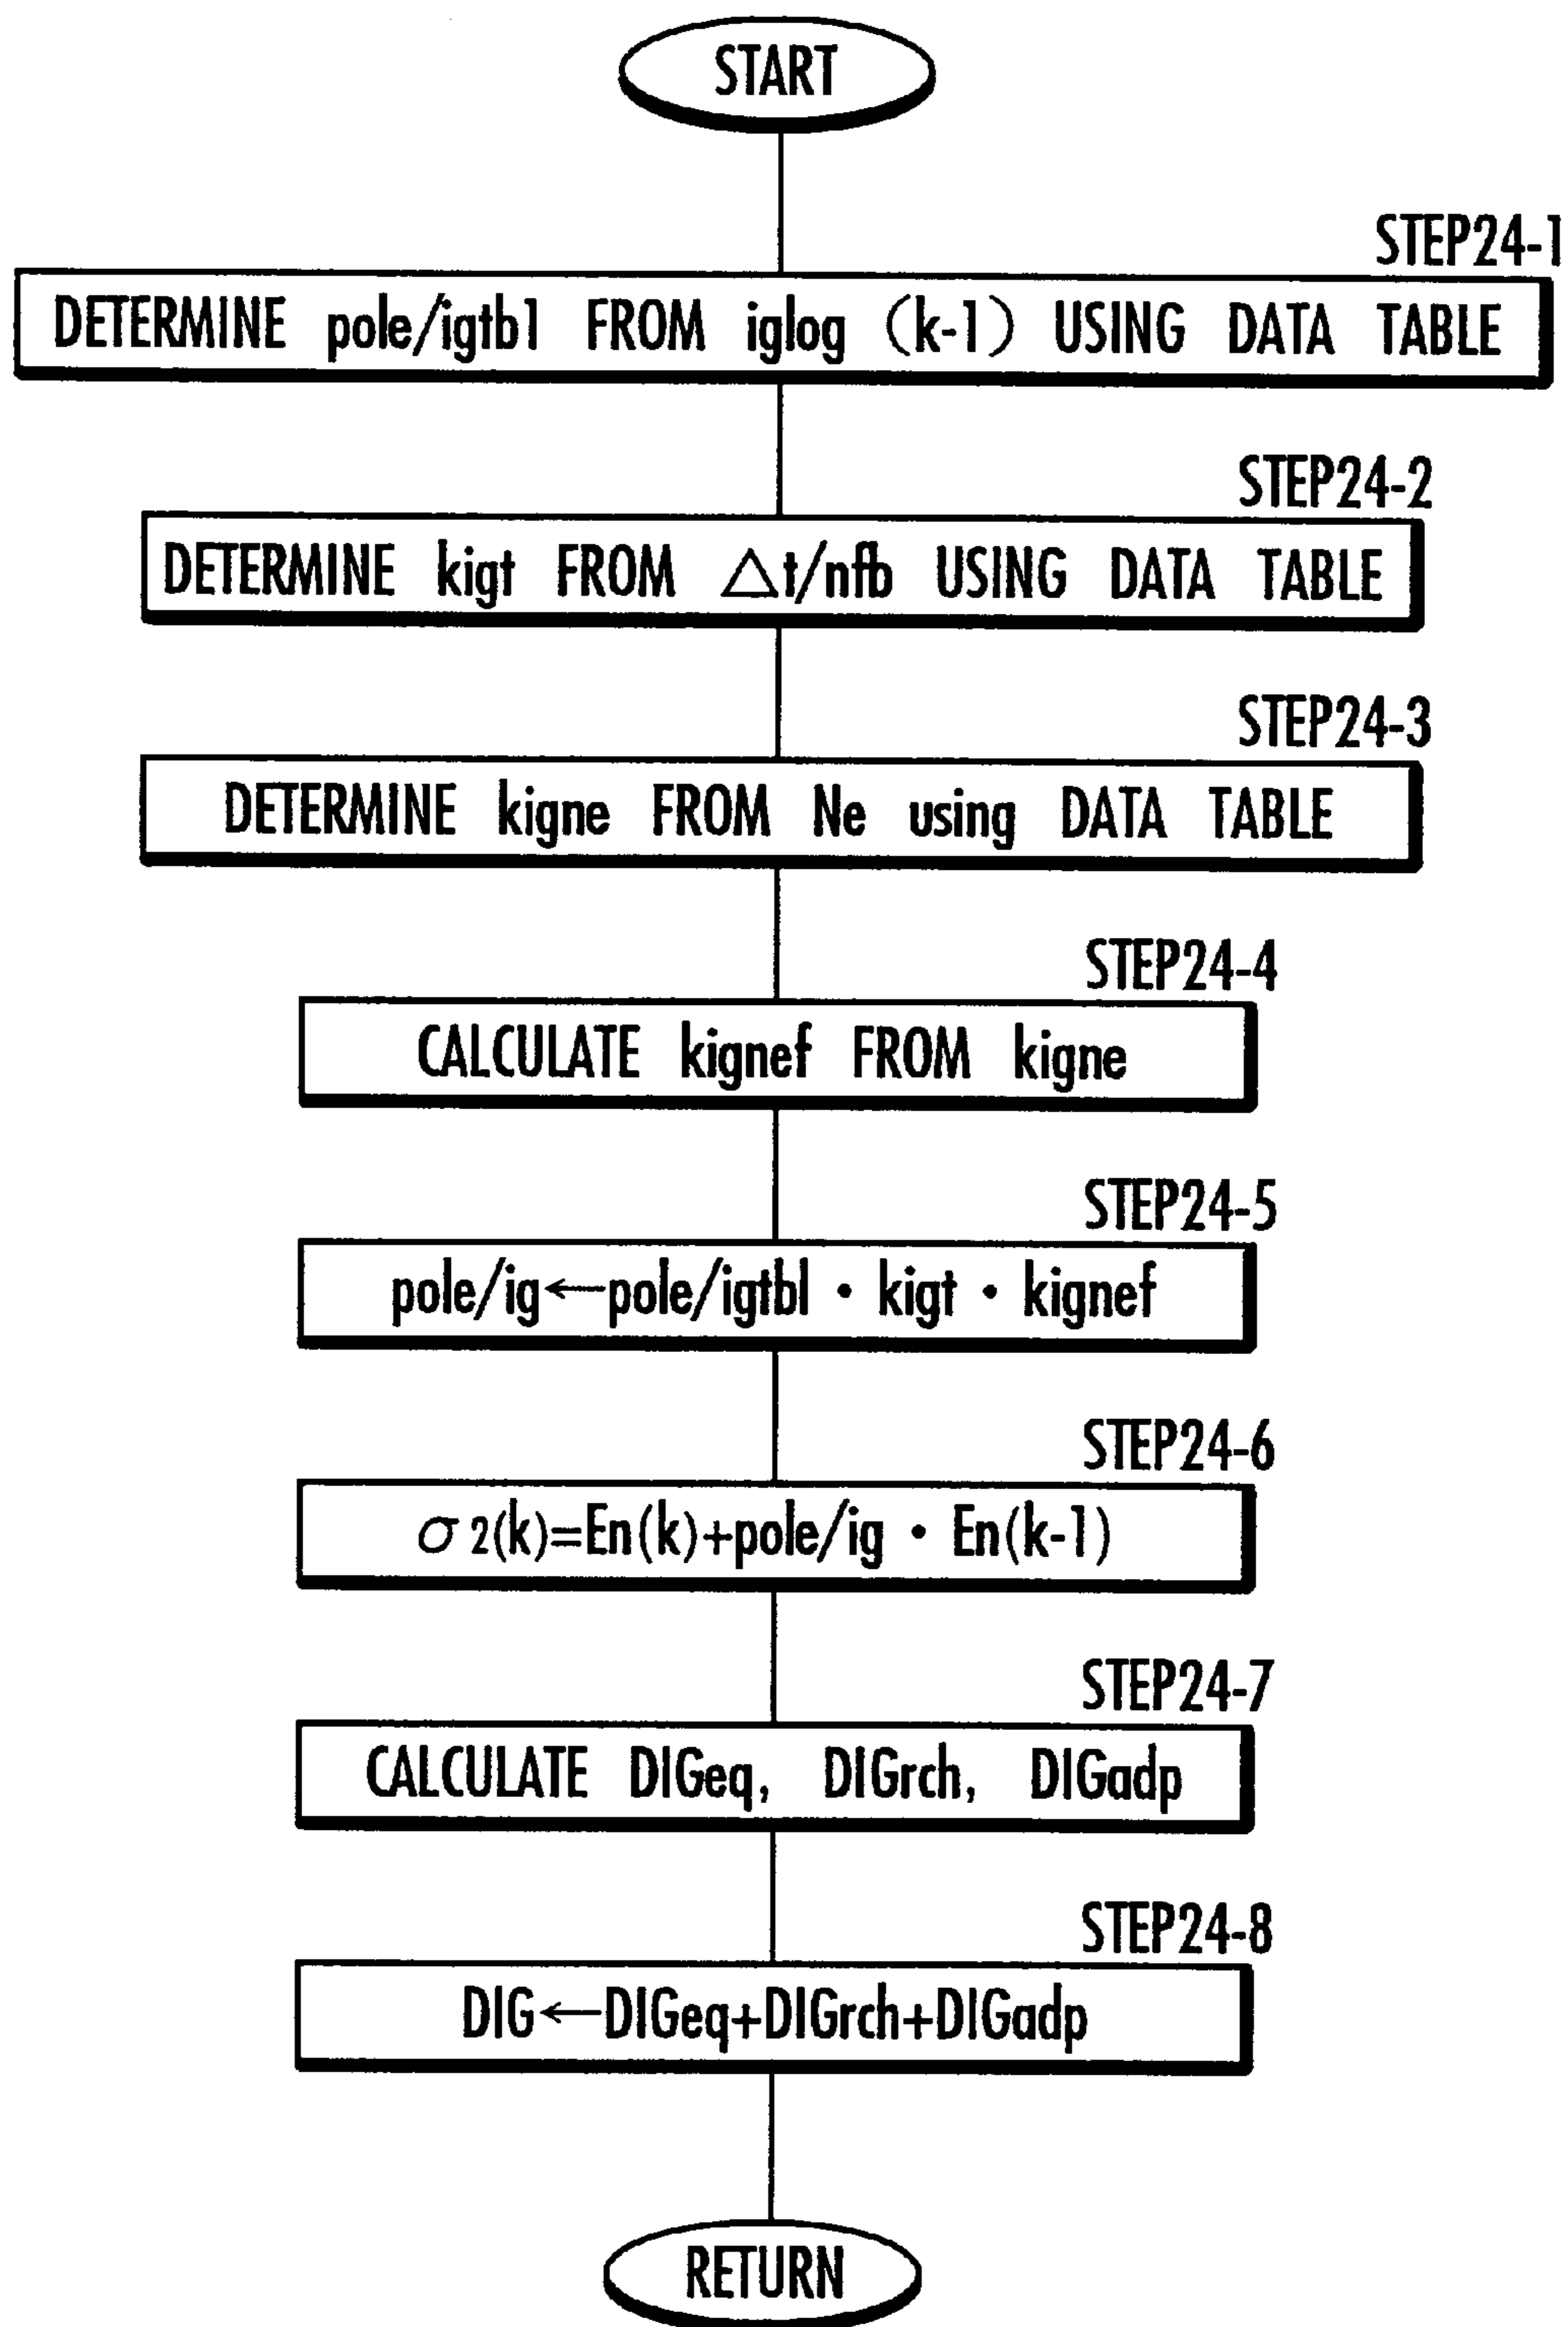 START
STEP24-1
DETERMINE pole/igtbl FROM iglog (k-1) USING DATA TABLE
STEP24-2
DETERMINE kigt FROM △t/nfb USING DATA TABLE
STEP24-3
DETERMINE kigne FROM Ne using DATA TABLE
STEP24-4
CALCULATE kignef FROM kigne
STEP24-5
pole/ig←pole/igtbl • kigt • kignef
STEP24-6
σ2(k)=En(k)+pole/ig • En(k-1)
STEP24-7
CALCULATE DIGeq, DIGrch, DIGadp
STEP24-8
DIG←DIGeq+DIGrch+DIGadp
RETURN